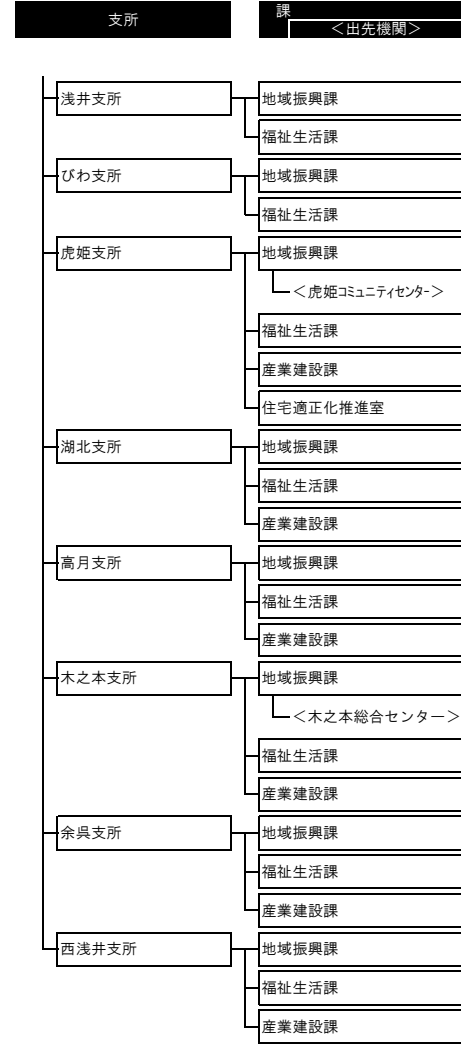 支所
課
＜出先機関＞
浅井支所
地域振興課
福祉生活課
びわ支所
地域振興課
福祉生活課
虎姫支所
地域振興課
＜虎姫ｺﾐｭﾆﾃｨｾﾝﾀｰ＞
福祉生活課
産業建設課
住宅適正化推進室
湖北支所
地域振興課
福祉生活課
産業建設課
高月支所
地域振興課
福祉生活課
産業建設課
木之本支所
地域振興課
＜木之本総合センター＞
福祉生活課
産業建設課
余呉支所
地域振興課
福祉生活課
産業建設課
西浅井支所
地域振興課
福祉生活課
産業建設課